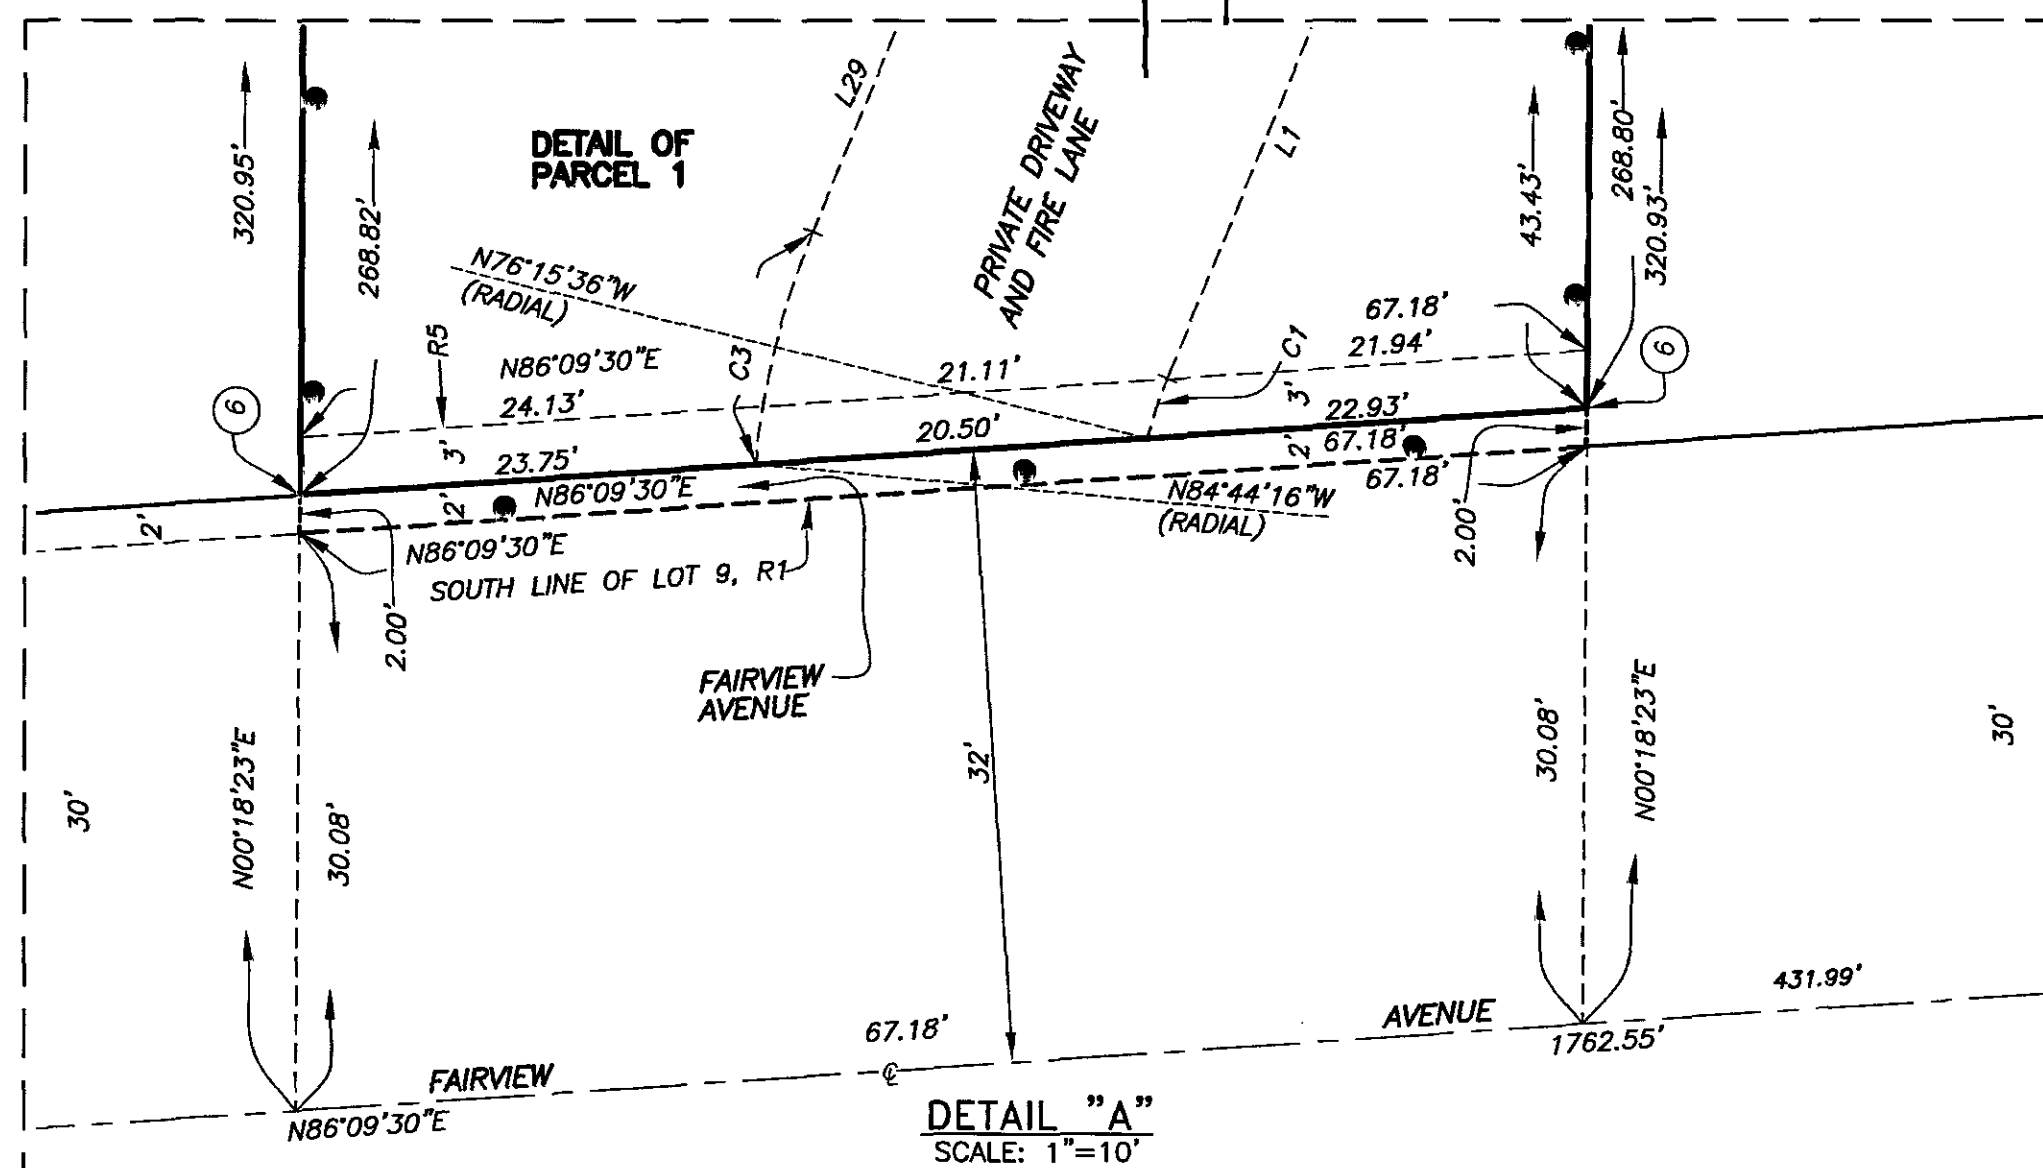 320.95'
268.82'
DETAIL OF
PARCEL 1
L29
PRIVATE DRIVEWAY
AND FIRE LANE
L1
43.43'
268.80'
320.93'
N76°15'36"W
(RADIAL)
R5
N86°09'30"E
24.13'
C3
21.11'
C1
67.18'
21.94'
6
6
3'
23.75'
20.50'
3'
22.93'
67.18'
2'
2'
2'
N86°09'30"E
67.18'
N84°44'16"W
(RADIAL)
2.00'
N86°09'30"E
SOUTH LINE OF LOT 9, R1
2.00'
FAIRVIEW
AVENUE
32'
30'
N00°18'23"E
30.08'
30.08'
N00°18'23"E
30'
431.99'
67.18'
AVENUE
1762.55'
FAIRVIEW
℄
N86°09'30"E
DETAIL "A"
SCALE: 1"=10'